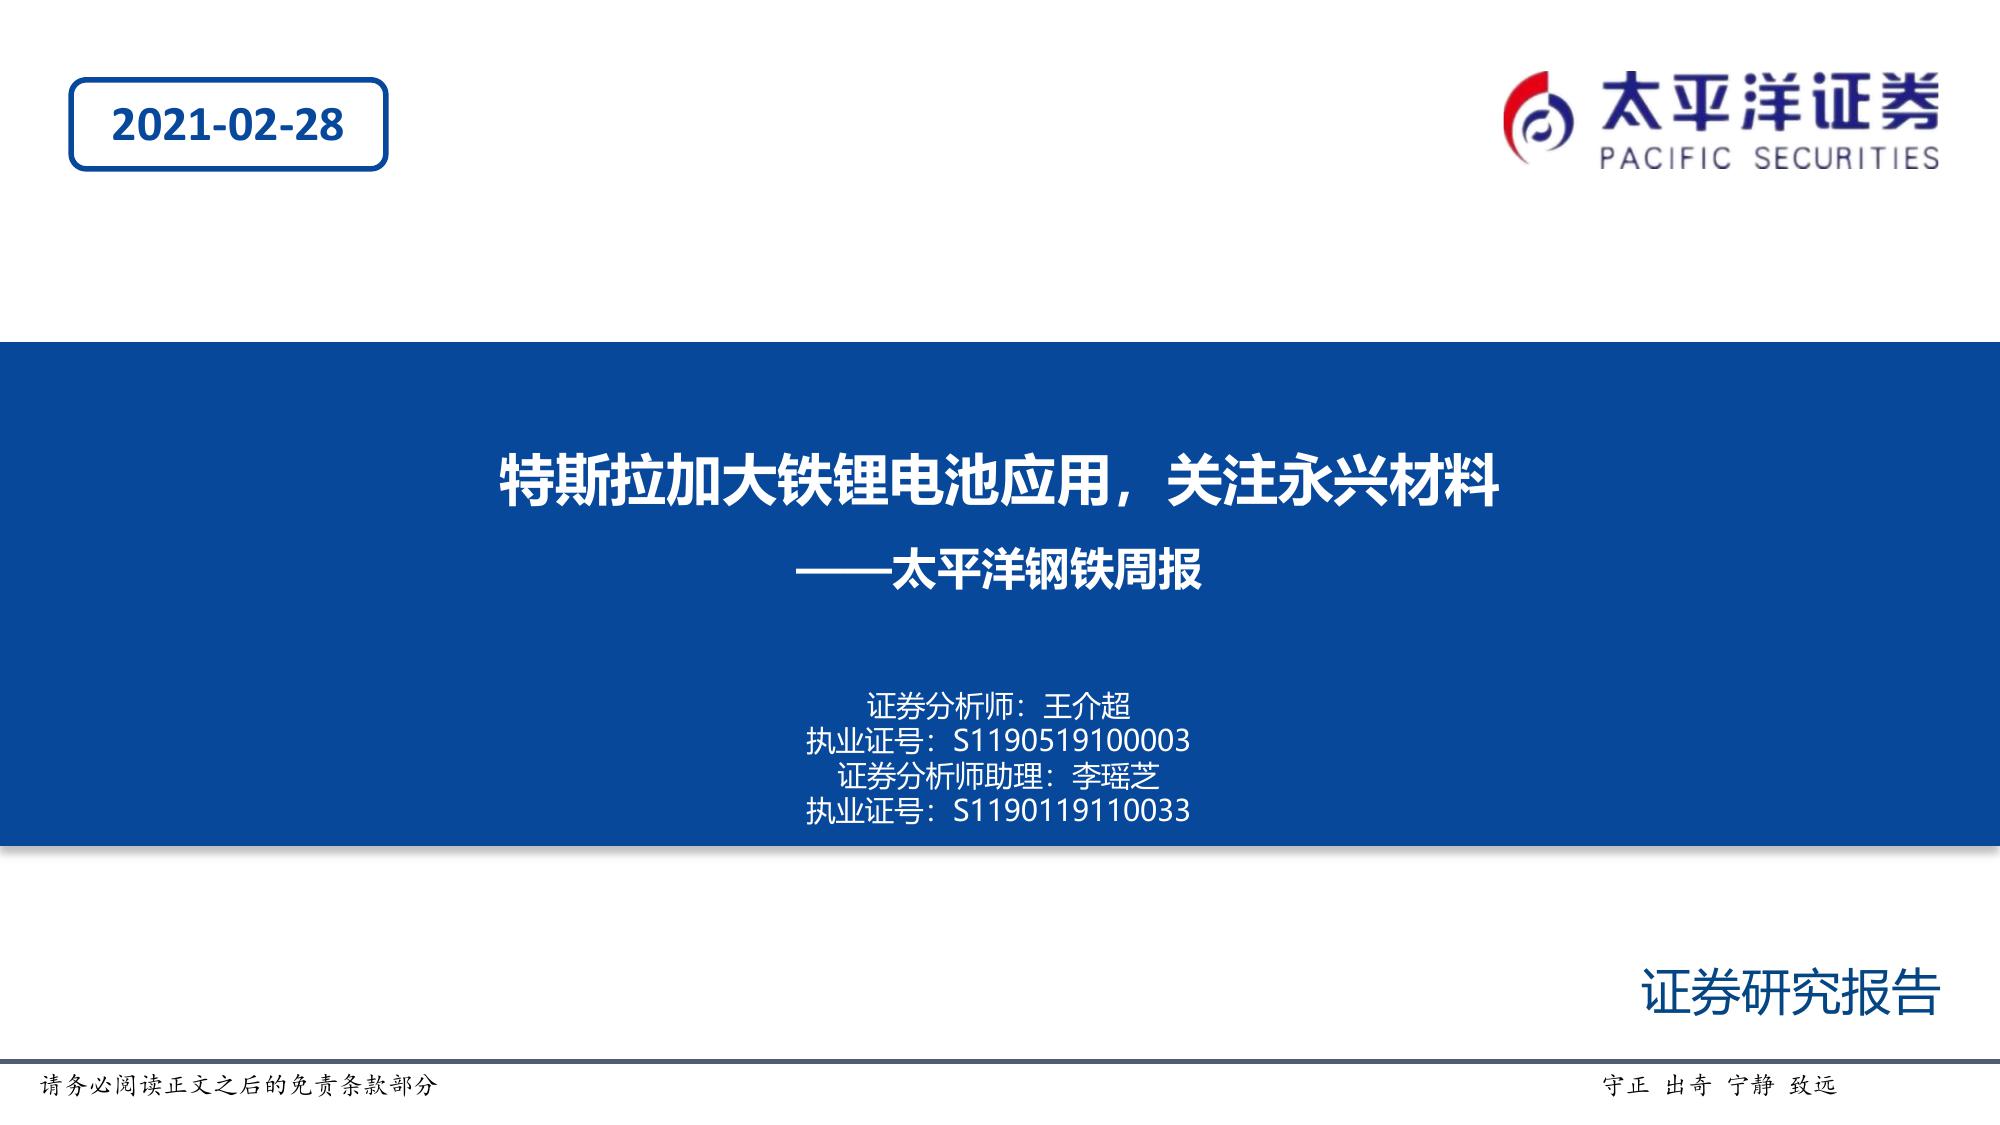 2021-02-28
太平洋证券
PACIFIC SECURITIES
特斯拉加大铁锂电池应用，关注永兴材料
——太平洋钢铁周报
证券分析师：王介超
执业证号：S1190519100003
证券分析师助理：李瑶芝
执业证号：S1190119110033
证券研究报告
请务必阅读正文之后的免责条款部分
守正 出奇 宁静 致远